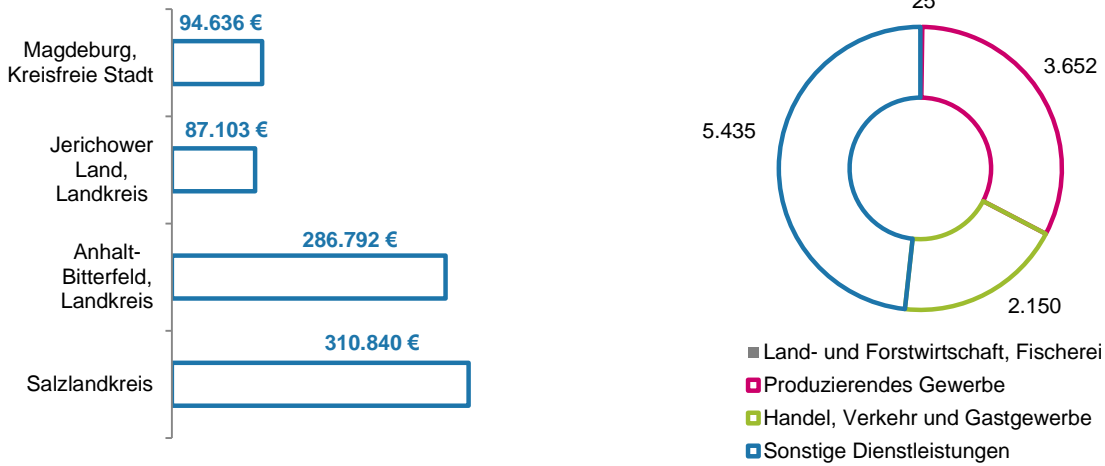 94.636 €
Magdeburg,
Kreisfreie Stadt
87.103 €
Jerichower
Land,
Landkreis
286.792 €
Anhalt-
Bitterfeld,
Landkreis
310.840 €
Salzlandkreis
25
3.652
5.435
2.150
Land- und Forstwirtschaft, Fischerei
Produzierendes Gewerbe
Handel, Verkehr und Gastgewerbe
Sonstige Dienstleistungen